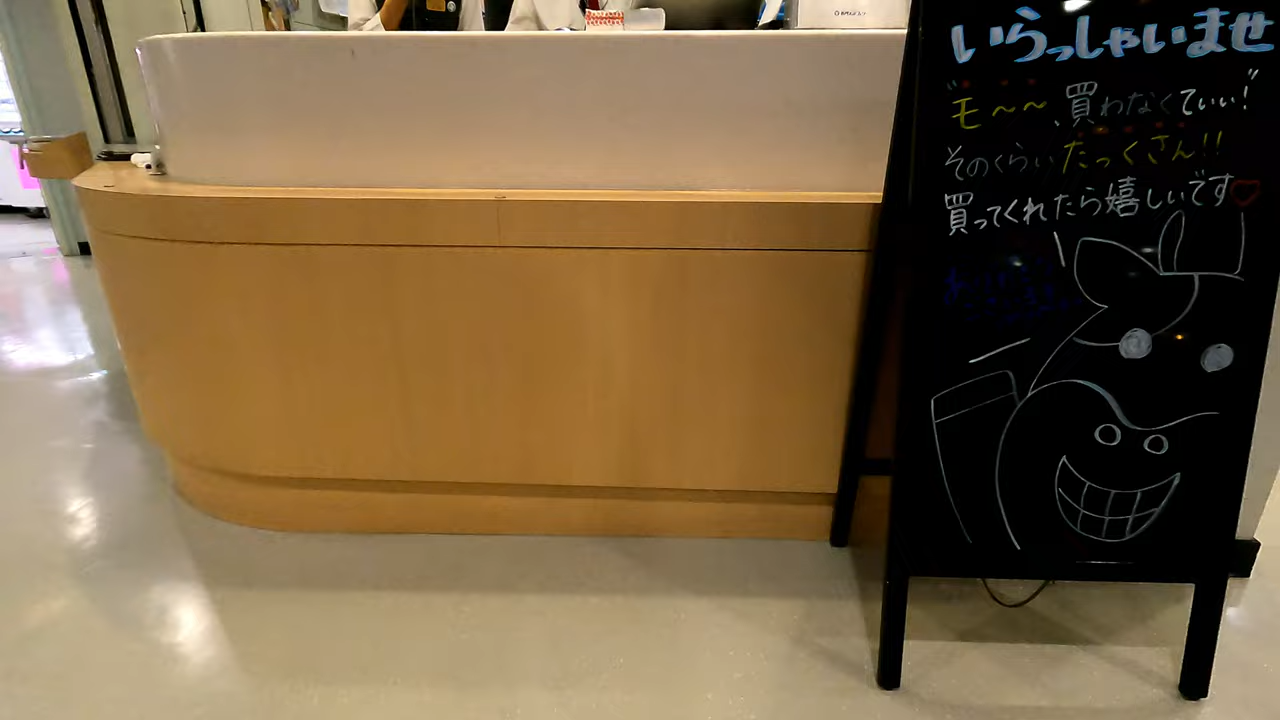 いらっしゃいませ
"モ〜〜、買わなくていい"!
そのくらいたっくさん!!
買ってくれたら嬉しいです♡